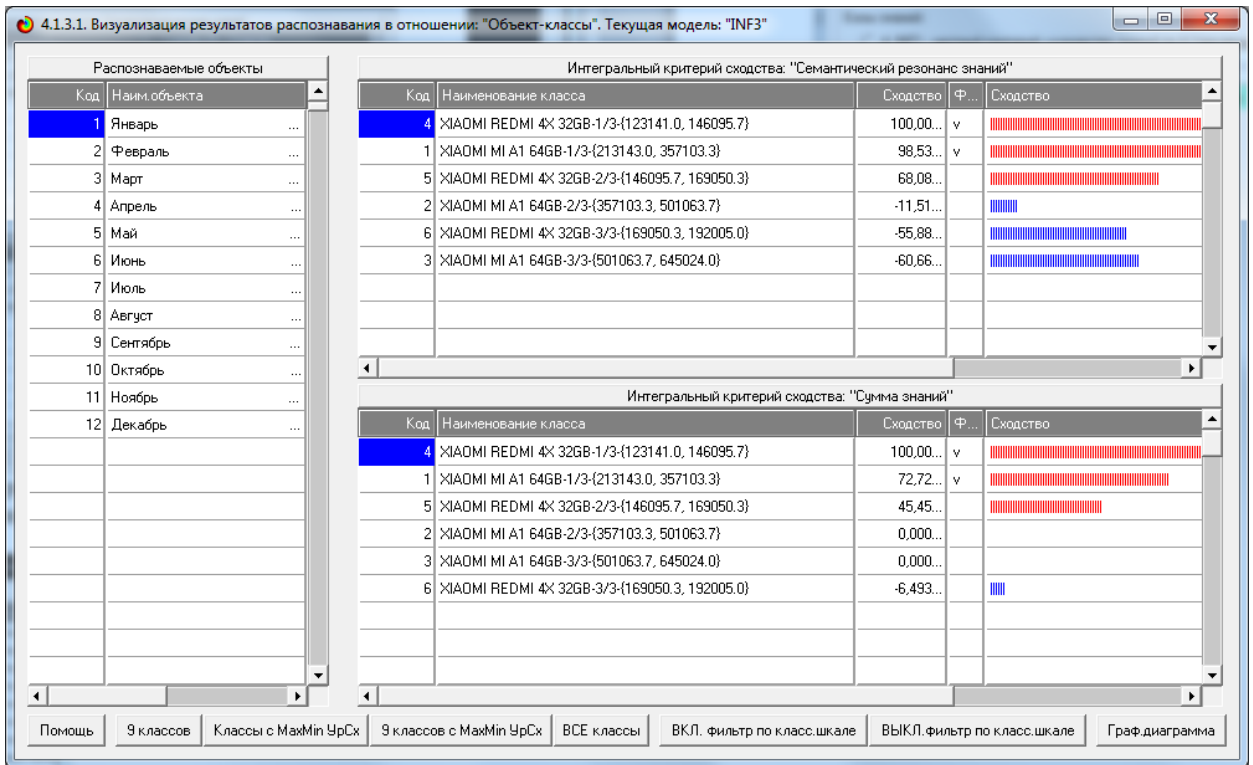 4.1.3.1. Визуализация результатов распознавания в отношении: "Объект-классы". Текущая модель: "INF3"
Распознаваемые объекты
Код Наим.объекта
1 Январь ...
2 Февраль ...
3 Март ...
4 Апрель ...
5 Май ...
6 Июнь ...
7 Июль ...
8 Август ...
9 Сентябрь ...
10 Октябрь ...
11 Ноябрь ...
12 Декабрь ...
Интегральный критерий сходства: "Семантический резонанс знаний"
Код Наименование класса Сходство Ф... Сходство
4 XIAOMI REDMI 4X 32GB-1/3-{123141.0, 146095.7} 100,00... v
1 XIAOMI MI A1 64GB-1/3-{213143.0, 357103.3} 98,53... v
5 XIAOMI REDMI 4X 32GB-2/3-{146095.7, 169050.3} 68,08...
2 XIAOMI MI A1 64GB-2/3-{357103.3, 501063.7} -11,51...
6 XIAOMI REDMI 4X 32GB-3/3-{169050.3, 192005.0} -55,88...
3 XIAOMI MI A1 64GB-3/3-{501063.7, 645024.0} -60,66...
Интегральный критерий сходства: "Сумма знаний"
Код Наименование класса Сходство Ф... Сходство
4 XIAOMI REDMI 4X 32GB-1/3-{123141.0, 146095.7} 100,00... v
1 XIAOMI MI A1 64GB-1/3-{213143.0, 357103.3} 72,72... v
5 XIAOMI REDMI 4X 32GB-2/3-{146095.7, 169050.3} 45,45...
2 XIAOMI MI A1 64GB-2/3-{357103.3, 501063.7} 0,000...
3 XIAOMI MI A1 64GB-3/3-{501063.7, 645024.0} 0,000...
6 XIAOMI REDMI 4X 32GB-3/3-{169050.3, 192005.0} -6,493...
Помощь 9 классов Классы с MaxMin УрСх 9 классов с MaxMin УрСх ВСЕ классы ВКЛ. фильтр по класс.шкале ВЫКЛ.фильтр по класс.шкале Граф.диаграмма